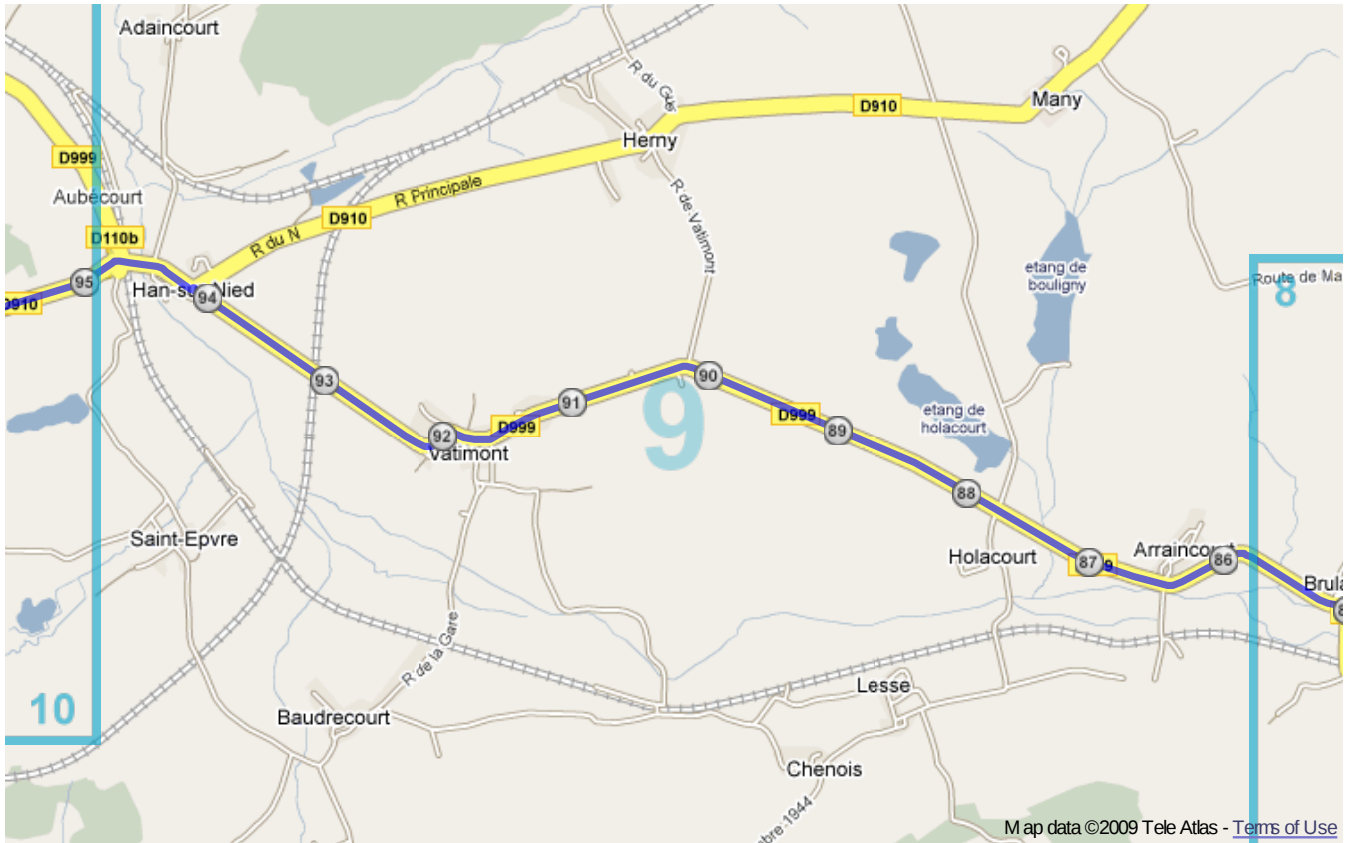 Adaincourt
R du Gué
Many
D910
Herny
D999
Aubécourt
R Principale
R de Vatimont
D910
D110b
R du N
etang de
bouligny
Route de Ma
8
95
Han-sur-Nied
94
D910
90
93
9
91
D999
89
etang de
holacourt
92
D999
Vatimont
88
Saint-Epvre
Holacourt
87
Arraincourt
86
Brula
R de la Gare
Lesse
10
Baudrecourt
Chenois
bre-1944
Map data ©2009 Tele Atlas - Terms of Use